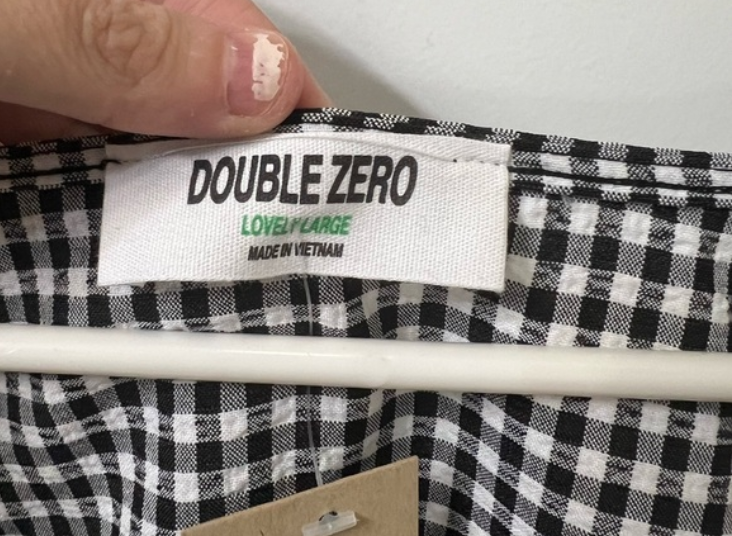 DOUBLE ZERO
LOVELY LARGE
MADE IN VIETNAM